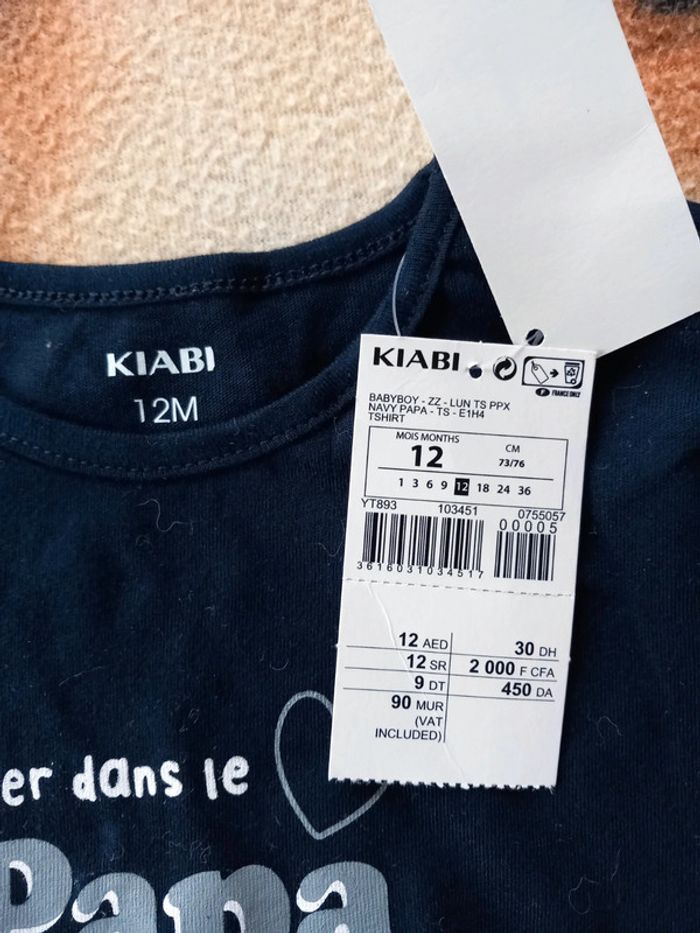 KIABI
12M
KIABI
FRANCE ONLY
BABYBOY - ZZ - LUN TS PPX
NAVY PAPA - TS - E1H4
TSHIRT
MOIS MONTHS
CM
12
73/76
1 3 6 9 12 18 24 36
YT893 103451 0755057
00005
3616031034517
12 AED
30 DH
12 SR
2 000 F CFA
9 DT
450 DA
90 MUR
(VAT
INCLUDED)
er dans le
Papa